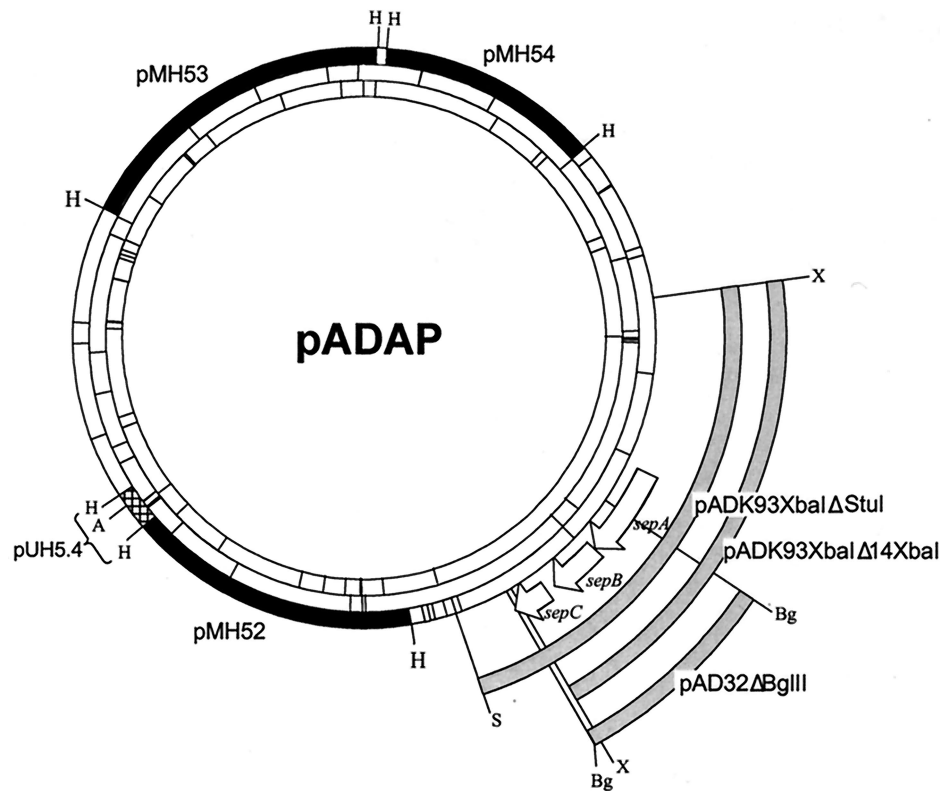 H H
pMH53
pMH54
H
H
X
pADAP
H
A
pUH5.4
H
pADK93XbaIΔStuI
sepA
pADK93XbaIΔ14XbaI
sepB
sepC
Bg
pMH52
H
pAD32ΔBglII
S
X
Bg